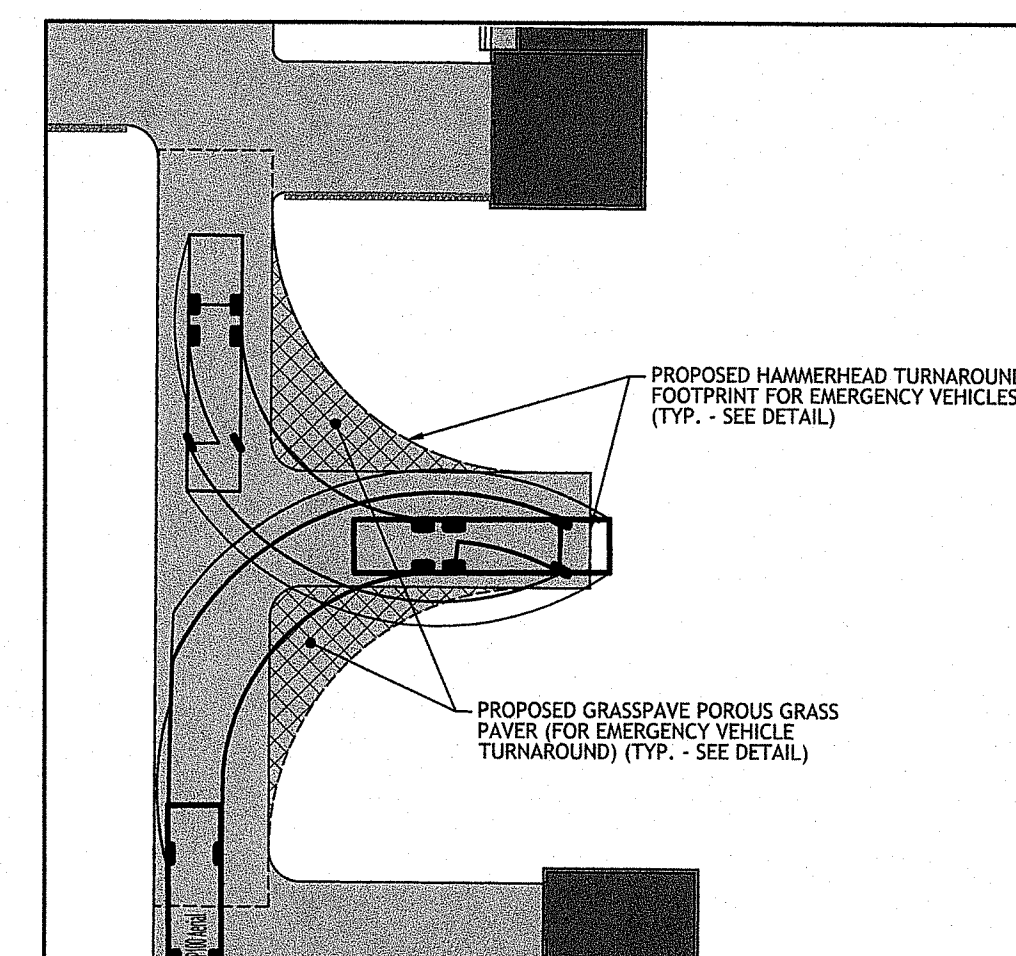 PROPOSED HAMMERHEAD TURNAROUND
FOOTPRINT FOR EMERGENCY VEHICLES
(TYP. - SEE DETAIL)
PROPOSED GRASSPAVE POROUS GRASS
PAVER (FOR EMERGENCY VEHICLE
TURNAROUND) (TYP. - SEE DETAIL)
Aerial